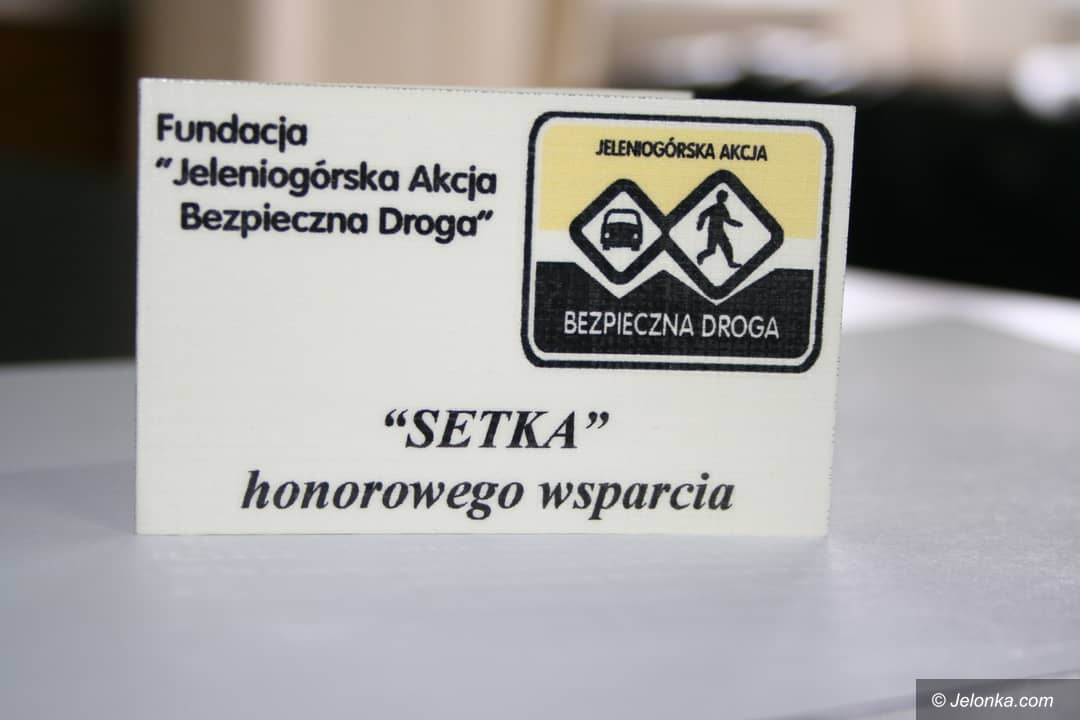 Fundacja
“Jeleniogórska Akcja
Bezpieczna Droga”
JELENIOGÓRSKA AKCJA
BEZPIECZNA DROGA
“SETKA”
honorowego wsparcia
© Jelonka.com